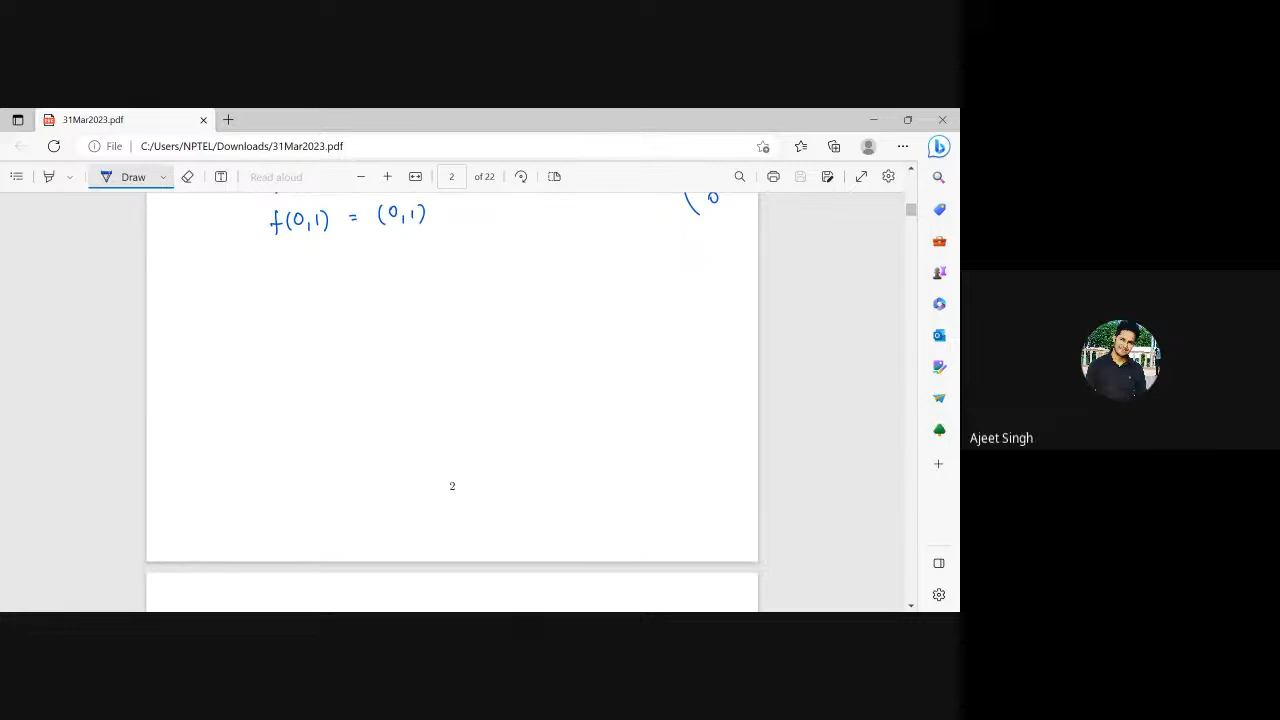 31Mar2023.pdf
File C:/Users/NPTEL/Downloads/31Mar2023.pdf
Draw Read aloud 2 of 22
0
f(0,1) = (0,1)
Ajeet Singh
2